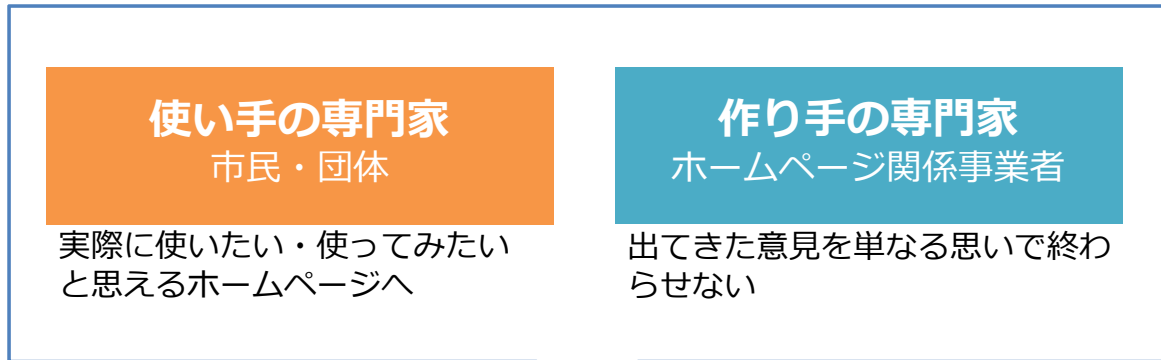 使い手の専門家
市民・団体
実際に使いたい・使ってみたい
と思えるホームページへ
作り手の専門家
ホームページ関係事業者
出てきた意見を単なる思いで終わ
らせない